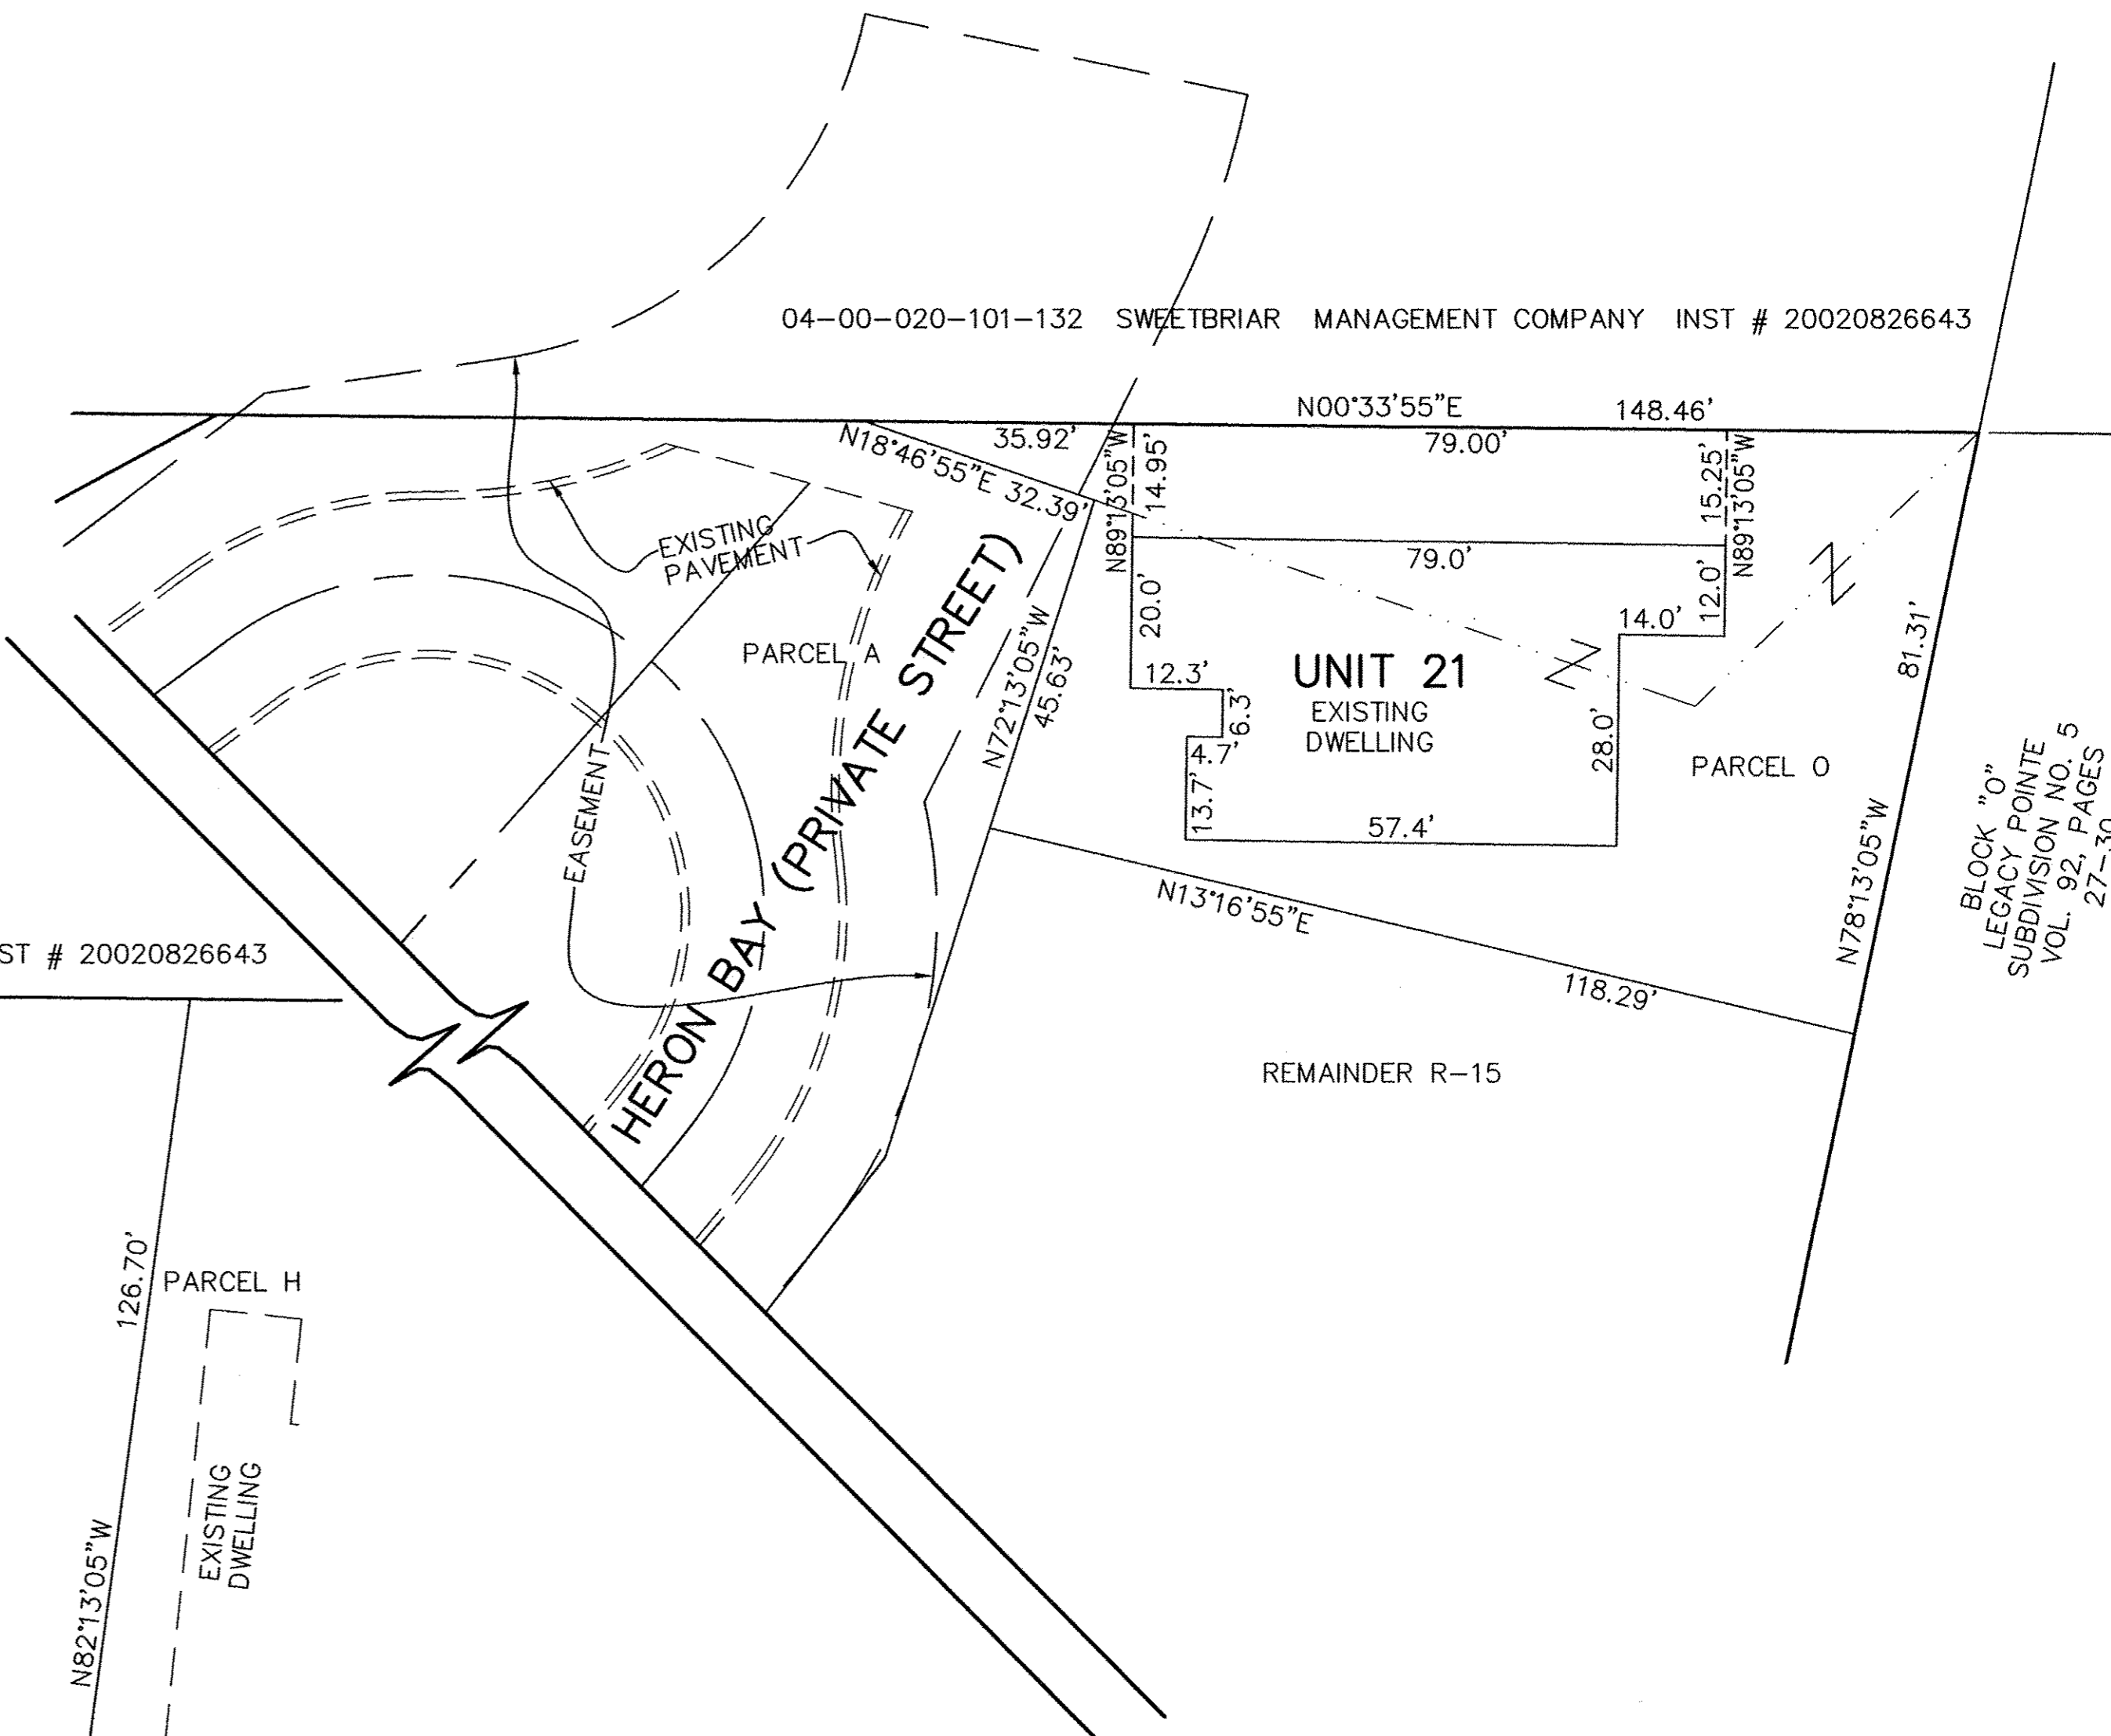 04-00-020-101-132 SWEETBRIAR MANAGEMENT COMPANY INST # 20020826643
N00°33'55"E 148.46'
N18°46'55"E 32.39'
35.92'
N89°13'05"W
14.95'
79.00'
15.25'
N89°13'05"W
EXISTING
PAVEMENT
79.0'
20.0'
14.0'
12.0'
PARCEL A
12.3'
6.3'
4.7'
13.7'
57.4'
28.0'
UNIT 21
EXISTING
DWELLING
PARCEL O
81.31'
N78°13'05"W
N72°13'05"W
45.63'
HERON BAY (PRIVATE STREET)
EASEMENT
BLOCK "O"
LEGACY POINTE
SUBDIVISION NO. 5
VOL. 92, PAGES
27-30
N13°16'55"E
118.29'
ST # 20020826643
REMAINDER R-15
126.70'
N82°13'05"W
PARCEL H
EXISTING
DWELLING